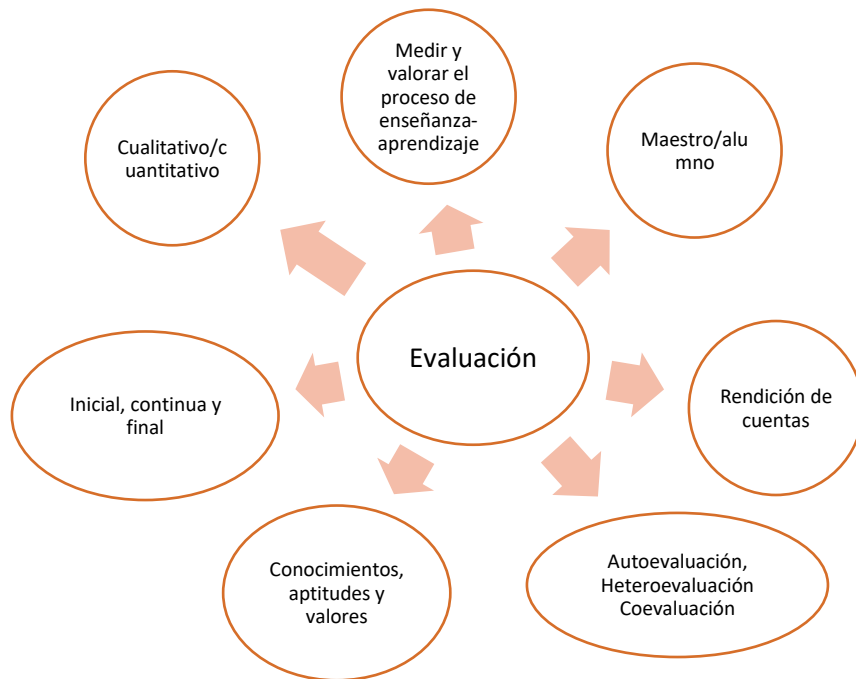 Medir y
valorar el
proceso de
enseñanza-
aprendizaje
Cualitativo/c
uantitativo
Maestro/alu
mno
Evaluación
Inicial, continua y
final
Rendición de
cuentas
Conocimientos,
aptitudes y
valores
Autoevaluación,
Heteroevaluación
Coevaluación